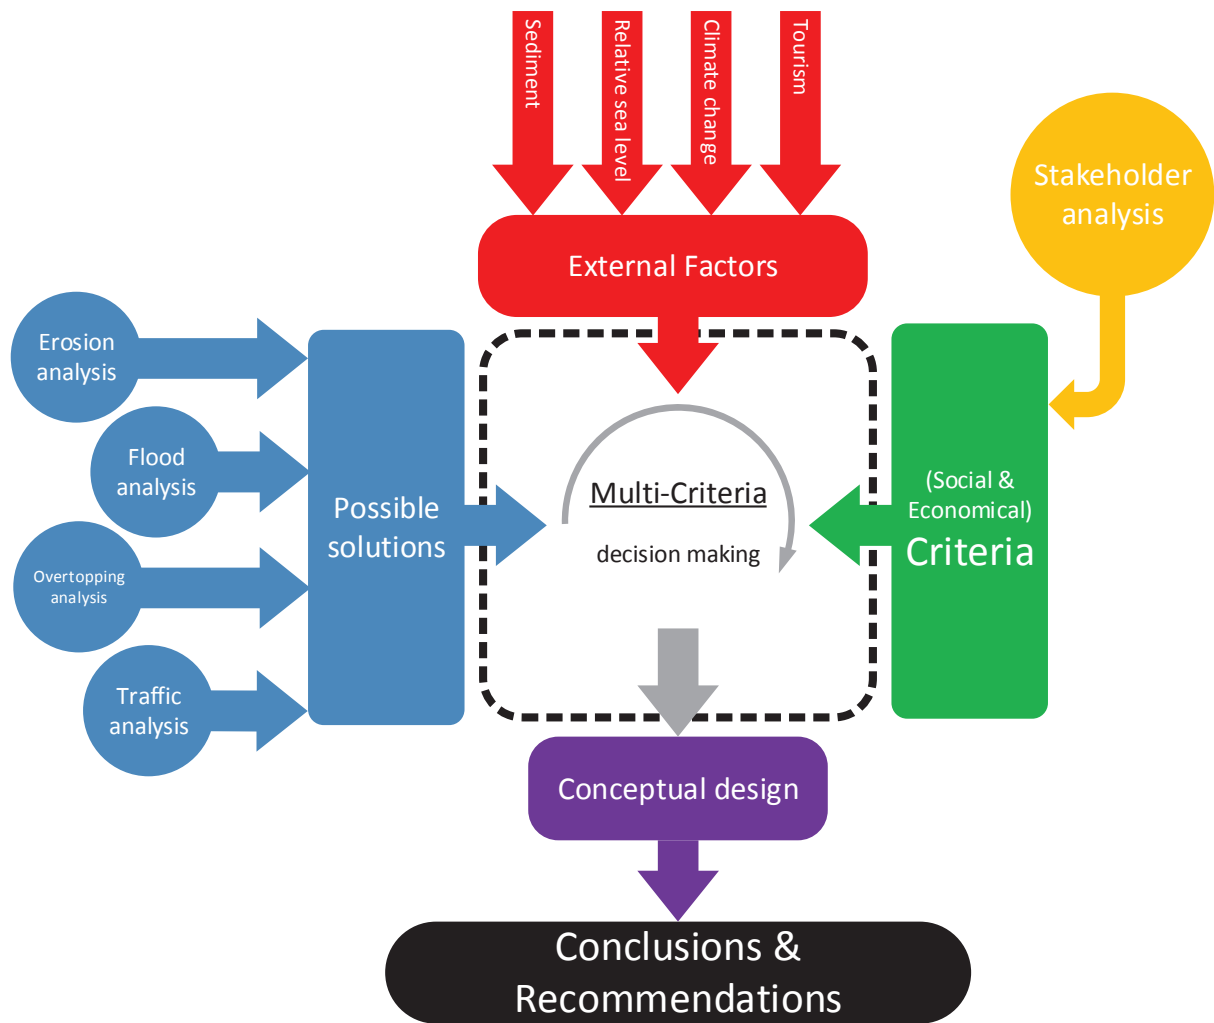 Sediment
Relative sea level
Climate change
Tourism
Stakeholder
analysis
External Factors
Erosion
analysis
Flood
analysis
Overtopping
analysis
Traffic
analysis
Possible
solutions
Multi-Criteria
decision making
(Social &
Economical)
Criteria
Conceptual design
Conclusions &
Recommendations